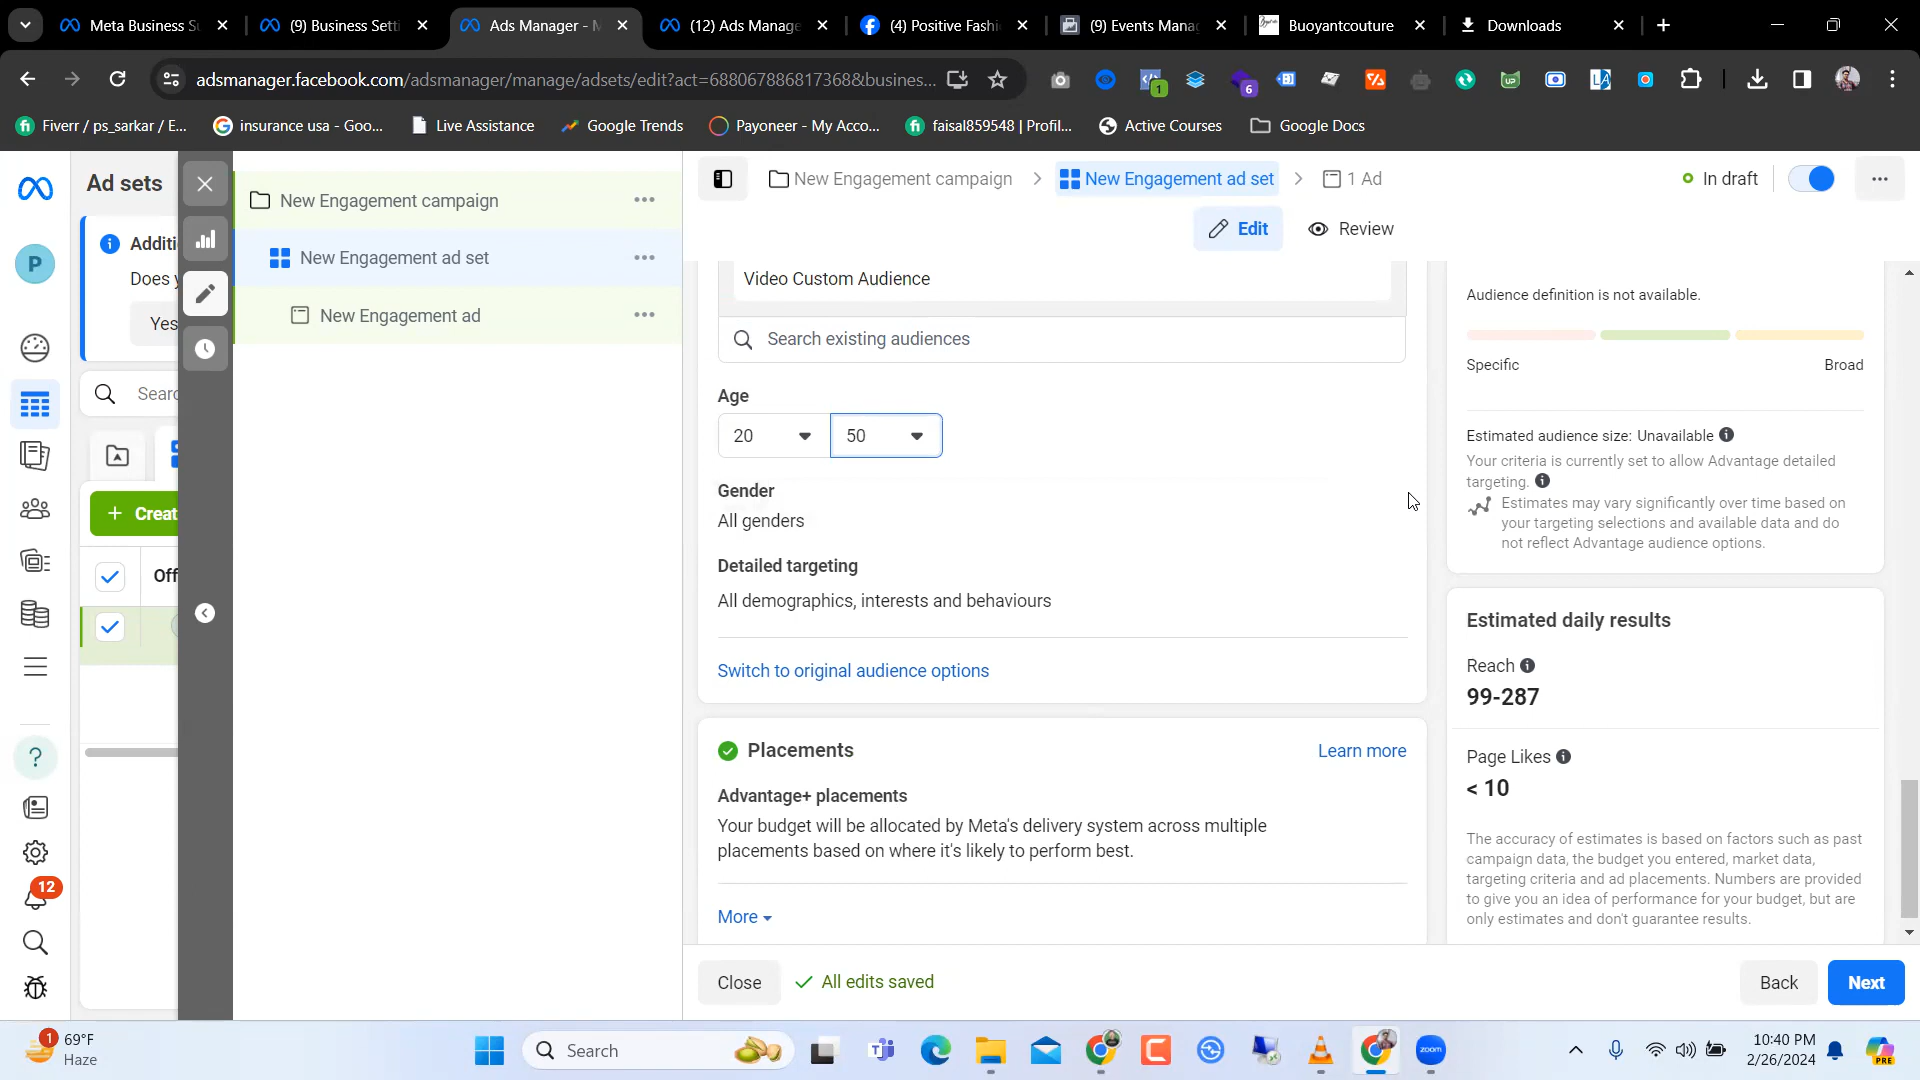 Meta Business Su
(9) Business Setti
Ads Manager - M
(12) Ads Manage
(4) Positive Fashi
(9) Events Manag
Buoyantcouture
Downloads
adsmanager.facebook.com/adsmanager/manage/adsets/edit?act=688067886817368&busines...
1
6
Fiverr / ps_sarkar / E...
insurance usa - Goo...
Live Assistance
Google Trends
Payoneer - My Acco...
faisal859548 | Profil...
Active Courses
Google Docs
Ad sets
New Engagement campaign
New Engagement ad set
New Engagement ad
New Engagement campaign
New Engagement ad set
1 Ad
In draft
Edit
Review
P
Additi
Does y
Yes
Searc
Creat
Off
Video Custom Audience
Search existing audiences
Age
20
50
Gender
All genders
Detailed targeting
All demographics, interests and behaviours
Switch to original audience options
Placements
Learn more
Advantage+ placements
Your budget will be allocated by Meta's delivery system across multiple
placements based on where it's likely to perform best.
More
Audience definition is not available.
Specific
Broad
Estimated audience size: Unavailable
Your criteria is currently set to allow Advantage detailed
targeting.
Estimates may vary significantly over time based on
your targeting selections and available data and do
not reflect Advantage audience options.
Estimated daily results
Reach
99-287
Page Likes
< 10
The accuracy of estimates is based on factors such as past
campaign data, the budget you entered, market data,
targeting criteria and ad placements. Numbers are provided
to give you an idea of performance for your budget, but are
only estimates and don't guarantee results.
12
Close
All edits saved
Back
Next
1
69°F
Haze
Search
zoom
10:40 PM
2/26/2024
PRE